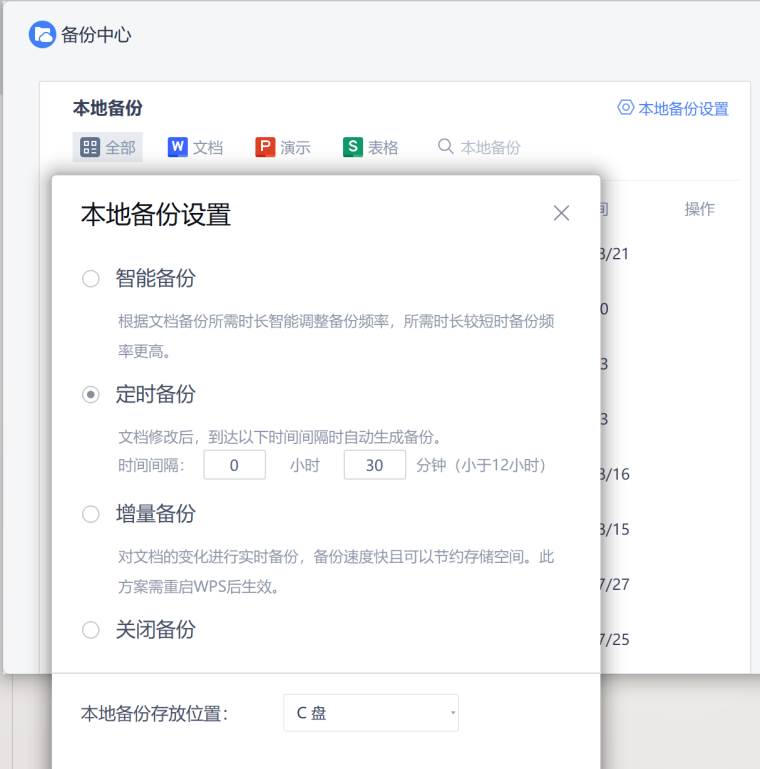 备份中心
本地备份
本地备份设置
全部
W 文档
P 演示
S 表格
本地备份
操作
本地备份设置
智能备份
根据文档备份所需时长智能调整备份频率，所需时长较短时备份频
率更高。
定时备份
文档修改后，到达以下时间间隔时自动生成备份。
时间间隔： 0 小时 30 分钟（小于12小时）
增量备份
对文档的变化进行实时备份，备份速度快且可以节约存储空间。此
方案需重启WPS后生效。
关闭备份
本地备份存放位置： C 盘
间
3/21
0
3
3
3/16
3/15
7/27
7/25